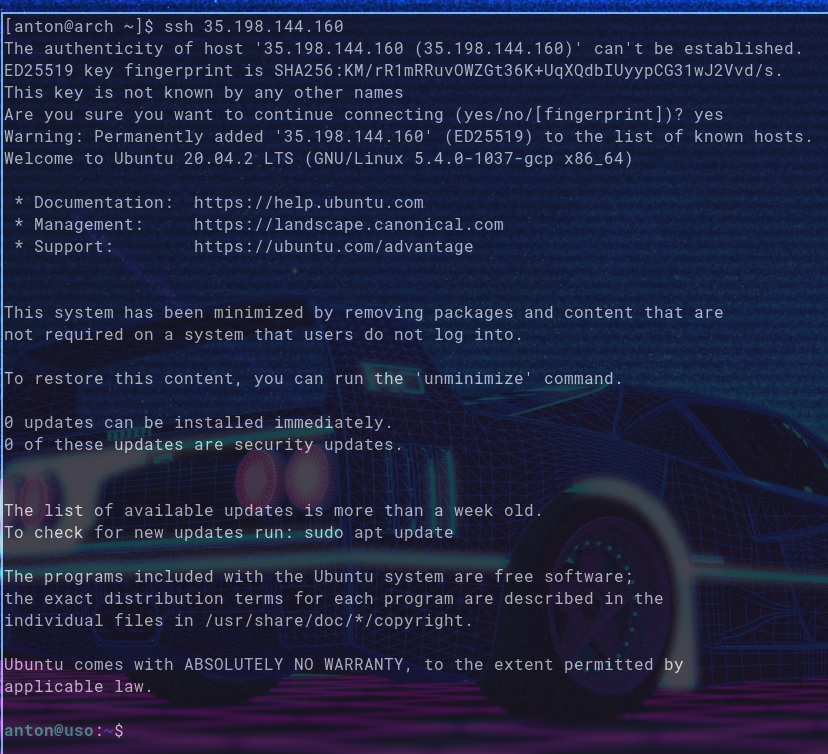 [anton@arch ~]$ ssh 35.198.144.160
The authenticity of host '35.198.144.160 (35.198.144.160)' can't be established.
ED25519 key fingerprint is SHA256:KM/rR1mRRuvOWZGt36K+UqXQdbIUyypCG31wJ2Vvd/s.
This key is not known by any other names
Are you sure you want to continue connecting (yes/no/[fingerprint])? yes
Warning: Permanently added '35.198.144.160' (ED25519) to the list of known hosts.
Welcome to Ubuntu 20.04.2 LTS (GNU/Linux 5.4.0-1037-gcp x86_64)

 * Documentation:  https://help.ubuntu.com
 * Management:     https://landscape.canonical.com
 * Support:        https://ubuntu.com/advantage

This system has been minimized by removing packages and content that are
not required on a system that users do not log into.

To restore this content, you can run the 'unminimize' command.

0 updates can be installed immediately.
0 of these updates are security updates.

The list of available updates is more than a week old.
To check for new updates run: sudo apt update

The programs included with the Ubuntu system are free software;
the exact distribution terms for each program are described in the
individual files in /usr/share/doc/*/copyright.

Ubuntu comes with ABSOLUTELY NO WARRANTY, to the extent permitted by
applicable law.

anton@uso:~$